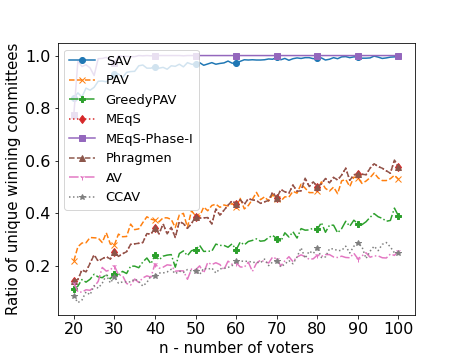 Ratio of unique winning committees
1.0
0.8
0.6
0.4
0.2
SAV
PAV
GreedyPAV
MEqS
MEqS-Phase-I
Phragmen
AV
CCAV
20 30 40 50 60 70 80 90 100
n - number of voters